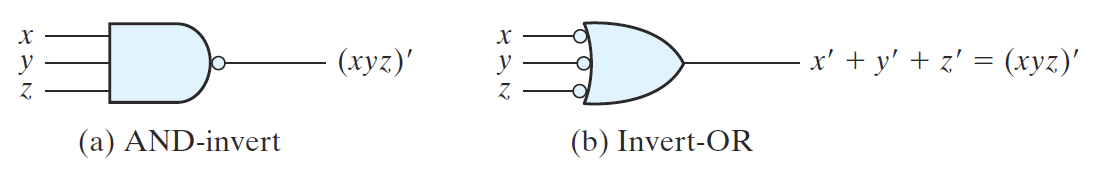 x
y
z
(xyz)′
(a) AND-invert
x
y
z
x′ + y′ + z′ = (xyz)′
(b) Invert-OR